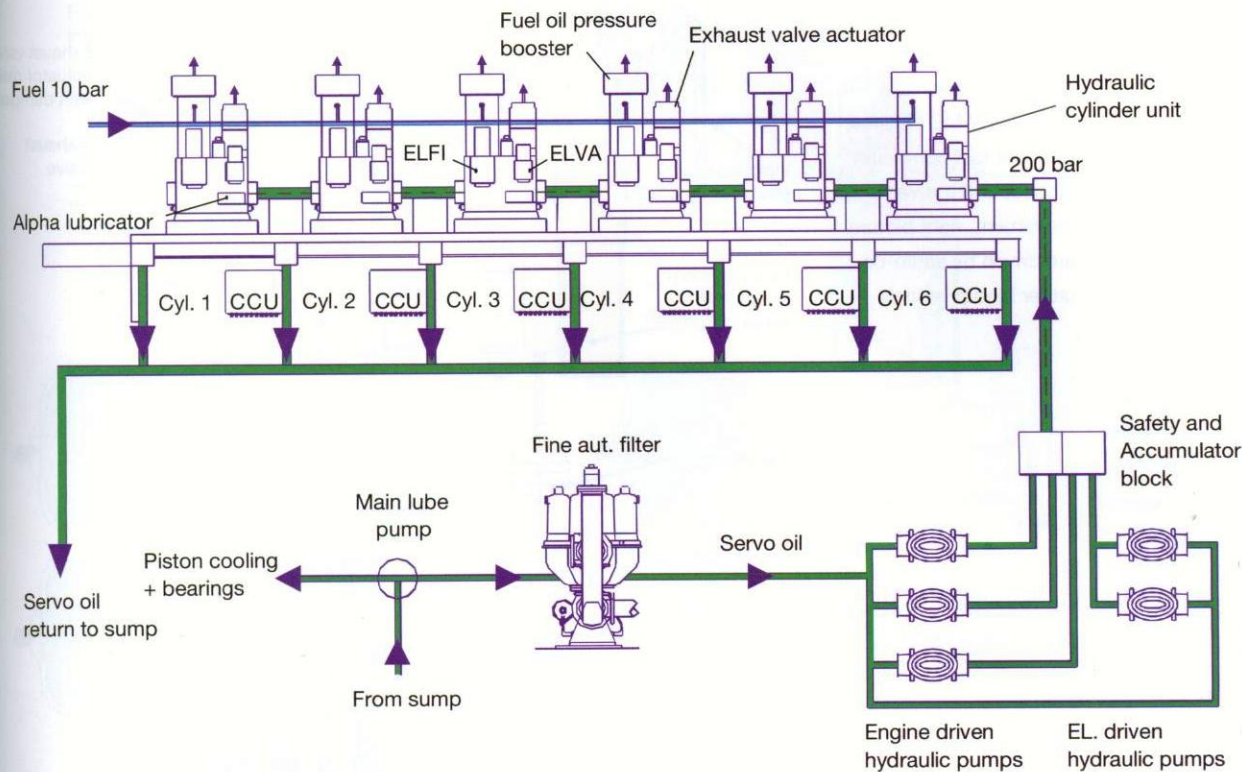 Fuel oil pressure
booster
Exhaust valve actuator
Fuel 10 bar
Hydraulic
cylinder unit
ELFI
ELVA
200 bar
Alpha lubricator
Cyl. 1
CCU
Cyl. 2
CCU
Cyl. 3
CCU
Cyl. 4
CCU
Cyl. 5
CCU
Cyl. 6
CCU
Safety and
Accumulator
block
Fine aut. filter
Main lube
pump
Servo oil
Piston cooling
+ bearings
Servo oil
return to sump
From sump
Engine driven
hydraulic pumps
EL. driven
hydraulic pumps